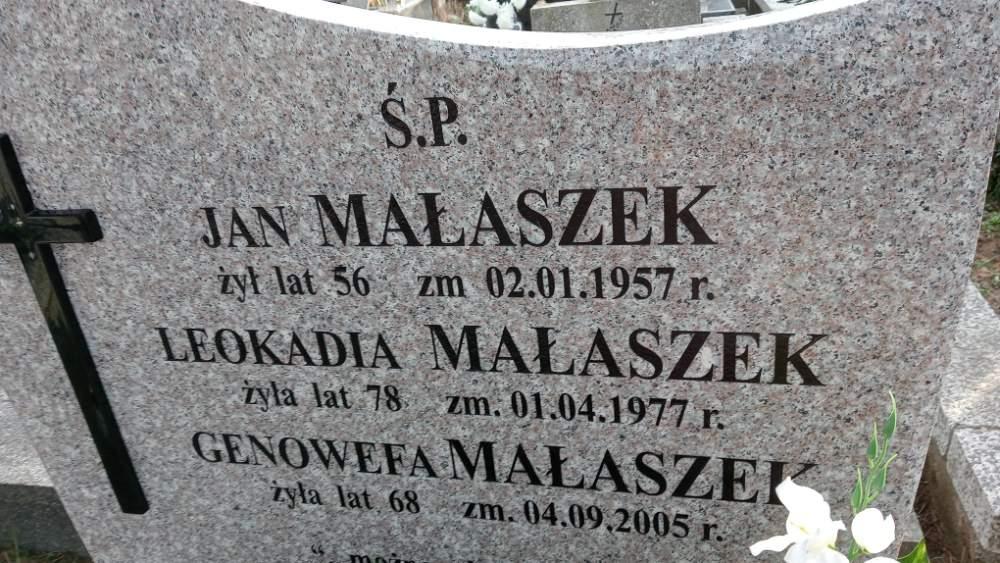 Ś.P.
JAN MAŁASZEK
żył lat 56 zm 02.01.1957 r.
LEOKADIA MAŁASZEK
żyła lat 78 zm. 01.04.1977 r.
GENOWEFA MAŁASZEK
żyła lat 68 zm. 04.09.2005 r.